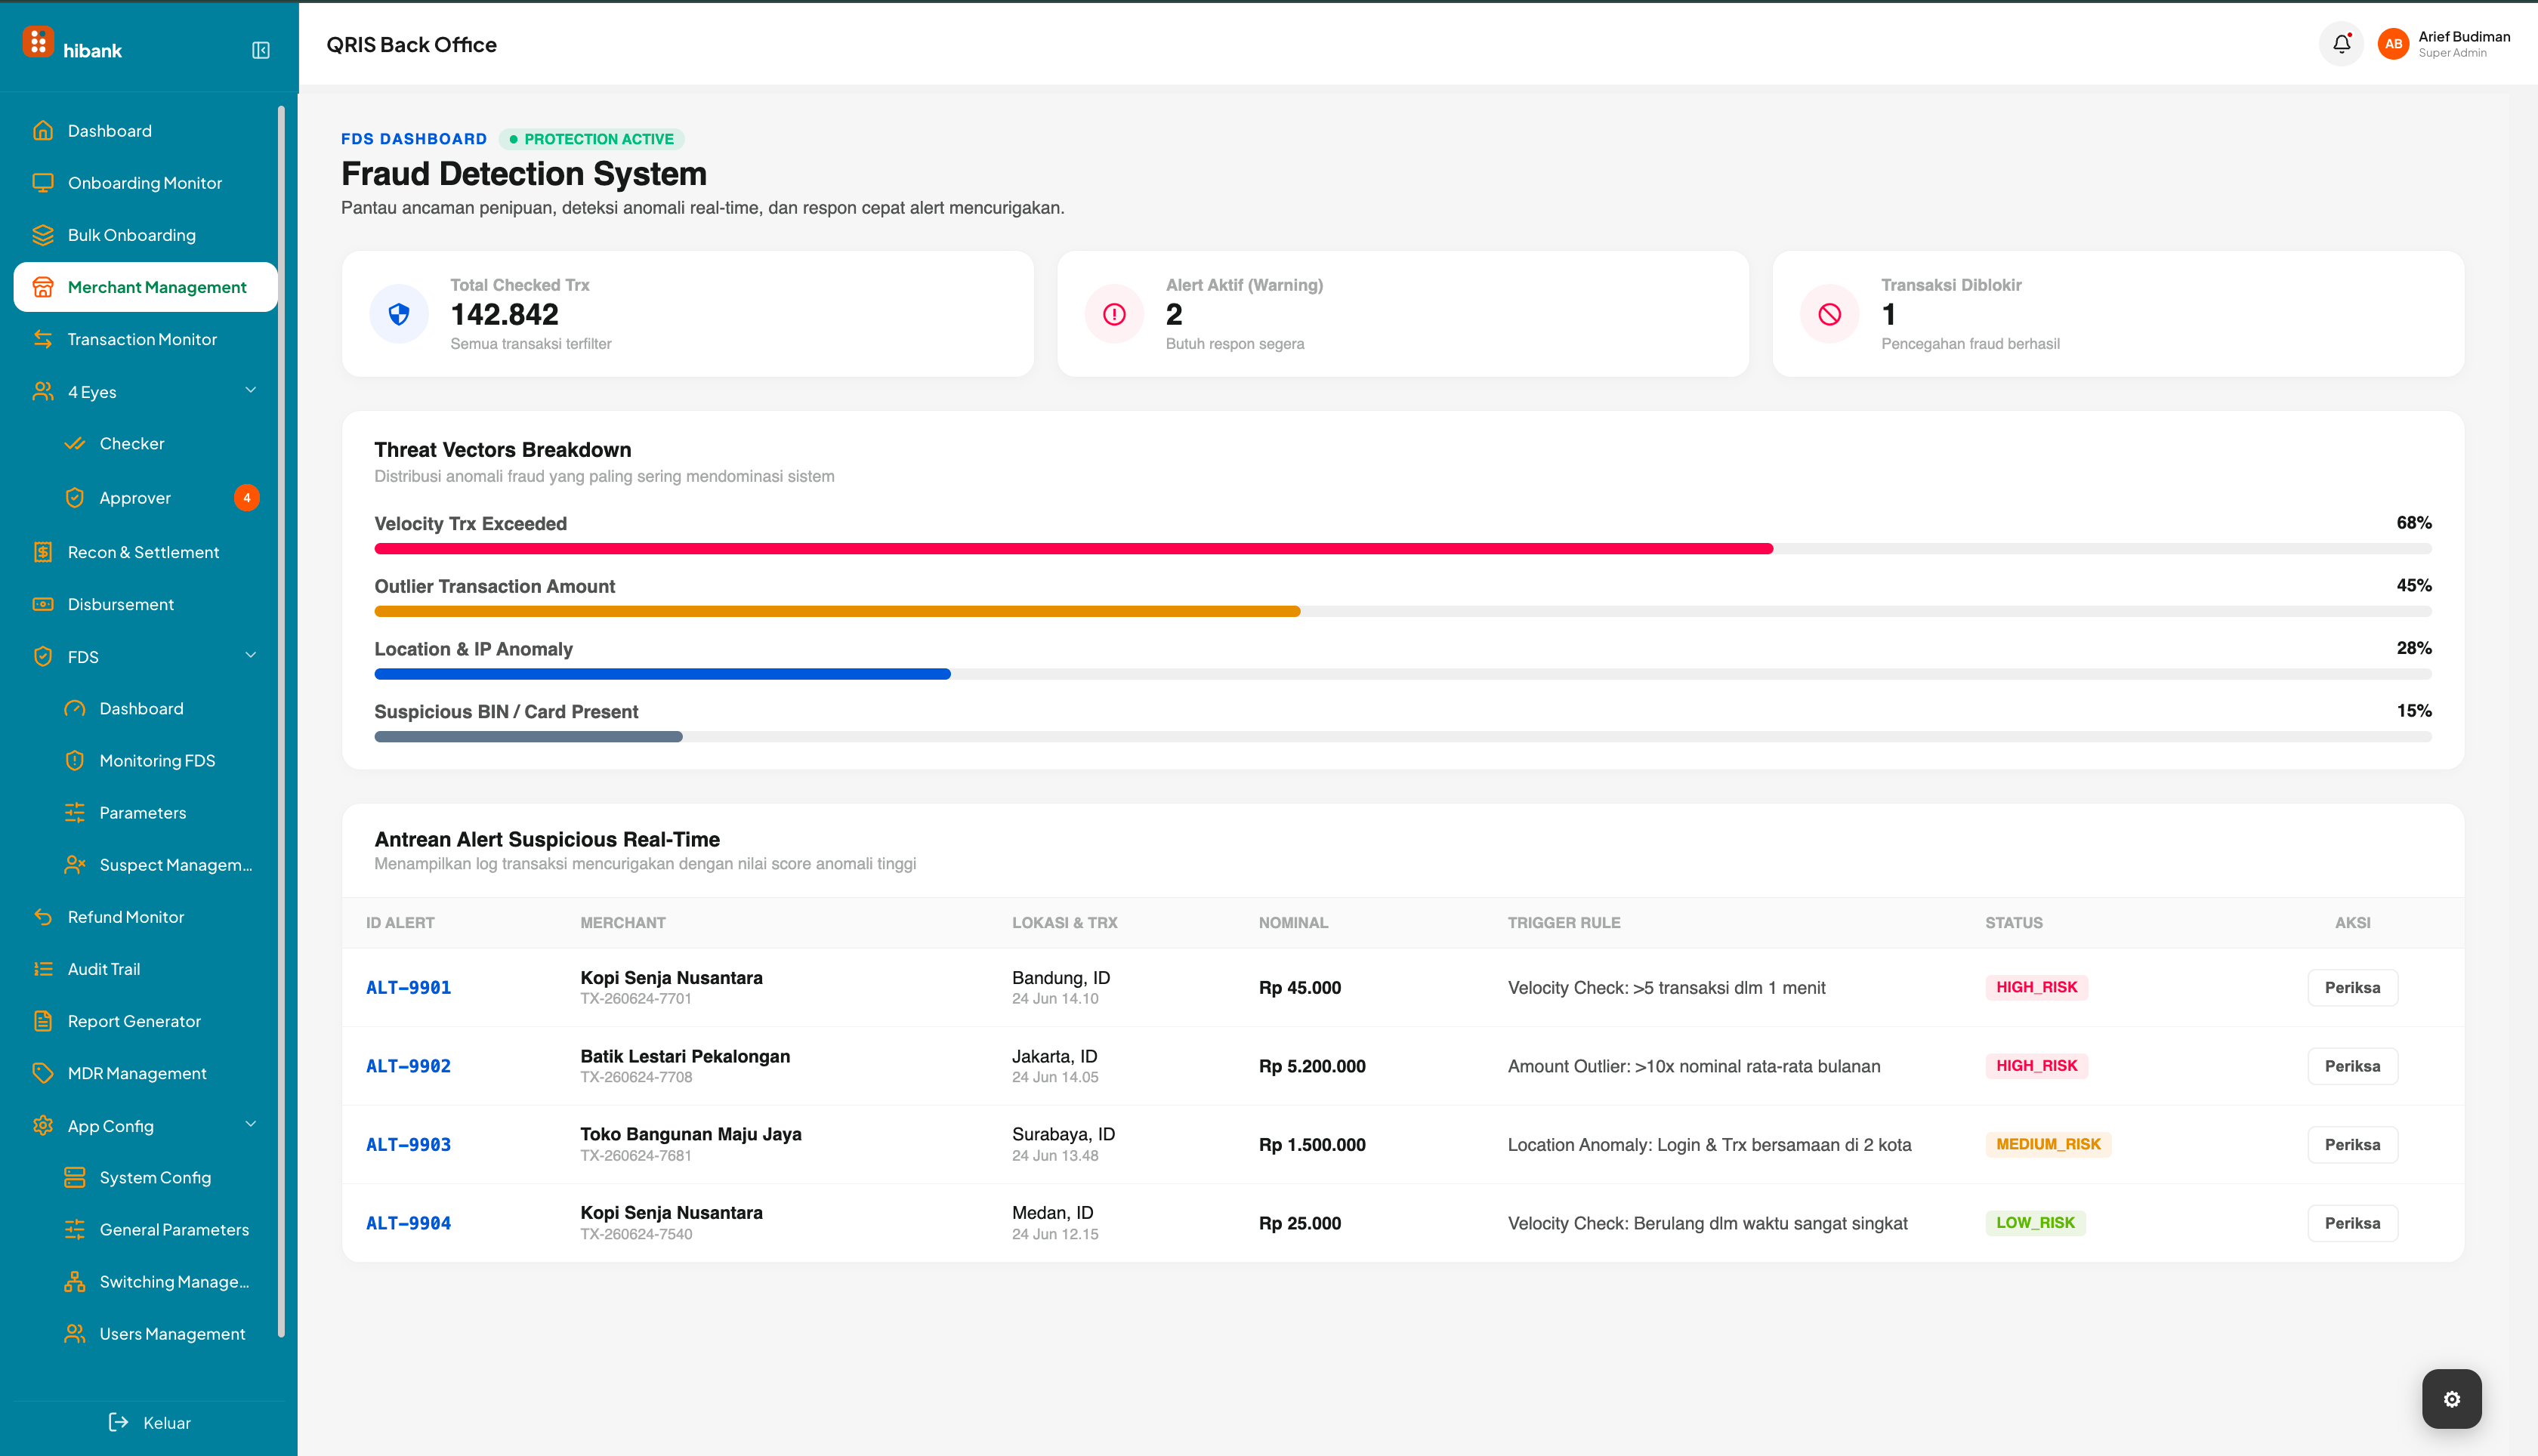 hibank
QRIS Back Office
AB
Arief Budiman
Super Admin
Dashboard
Onboarding Monitor
Bulk Onboarding
Merchant Management
Transaction Monitor
4 Eyes
Checker
Approver
4
Recon & Settlement
Disbursement
FDS
Dashboard
Monitoring FDS
Parameters
Suspect Managem...
Refund Monitor
Audit Trail
Report Generator
MDR Management
App Config
System Config
General Parameters
Switching Manage...
Users Management
Keluar
FDS DASHBOARD
PROTECTION ACTIVE
Fraud Detection System
Pantau ancaman penipuan, deteksi anomali real-time, dan respon cepat alert mencurigakan.
Total Checked Trx
142.842
Semua transaksi terfilter
Alert Aktif (Warning)
2
Butuh respon segera
Transaksi Diblokir
1
Pencegahan fraud berhasil
Threat Vectors Breakdown
Distribusi anomali fraud yang paling sering mendominasi sistem
Velocity Trx Exceeded 68%
Outlier Transaction Amount 45%
Location & IP Anomaly 28%
Suspicious BIN / Card Present 15%
Antrean Alert Suspicious Real-Time
Menampilkan log transaksi mencurigakan dengan nilai score anomali tinggi
ID ALERT MERCHANT LOKASI & TRX NOMINAL TRIGGER RULE STATUS AKSI
ALT-9901 Kopi Senja Nusantara Bandung, ID Rp 45.000 Velocity Check: >5 transaksi dlm 1 menit HIGH_RISK Periksa
TX-260624-7701 24 Jun 14.10
ALT-9902 Batik Lestari Pekalongan Jakarta, ID Rp 5.200.000 Amount Outlier: >10x nominal rata-rata bulanan HIGH_RISK Periksa
TX-260624-7708 24 Jun 14.05
ALT-9903 Toko Bangunan Maju Jaya Surabaya, ID Rp 1.500.000 Location Anomaly: Login & Trx bersamaan di 2 kota MEDIUM_RISK Periksa
TX-260624-7681 24 Jun 13.48
ALT-9904 Kopi Senja Nusantara Medan, ID Rp 25.000 Velocity Check: Berulang dlm waktu sangat singkat LOW_RISK Periksa
TX-260624-7540 24 Jun 12.15